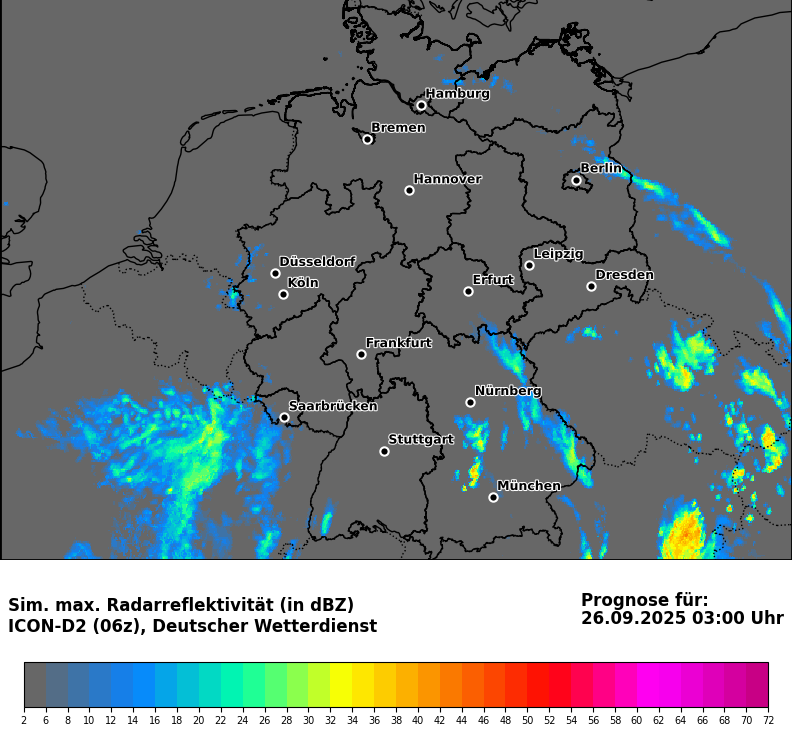 Hamburg
Bremen
Hannover
Berlin
Düsseldorf
Köln
Leipzig
Erfurt
Dresden
Frankfurt
Saarbrücken
Nürnberg
Stuttgart
München
Sim. max. Radarreflektivität (in dBZ)
ICON-D2 (06z), Deutscher Wetterdienst
Prognose für:
26.09.2025 03:00 Uhr
2 6 8 10 12 14 16 18 20 22 24 26 28 30 32 34 36 38 40 42 44 46 48 50 52 54 56 58 60 62 64 66 68 70 72